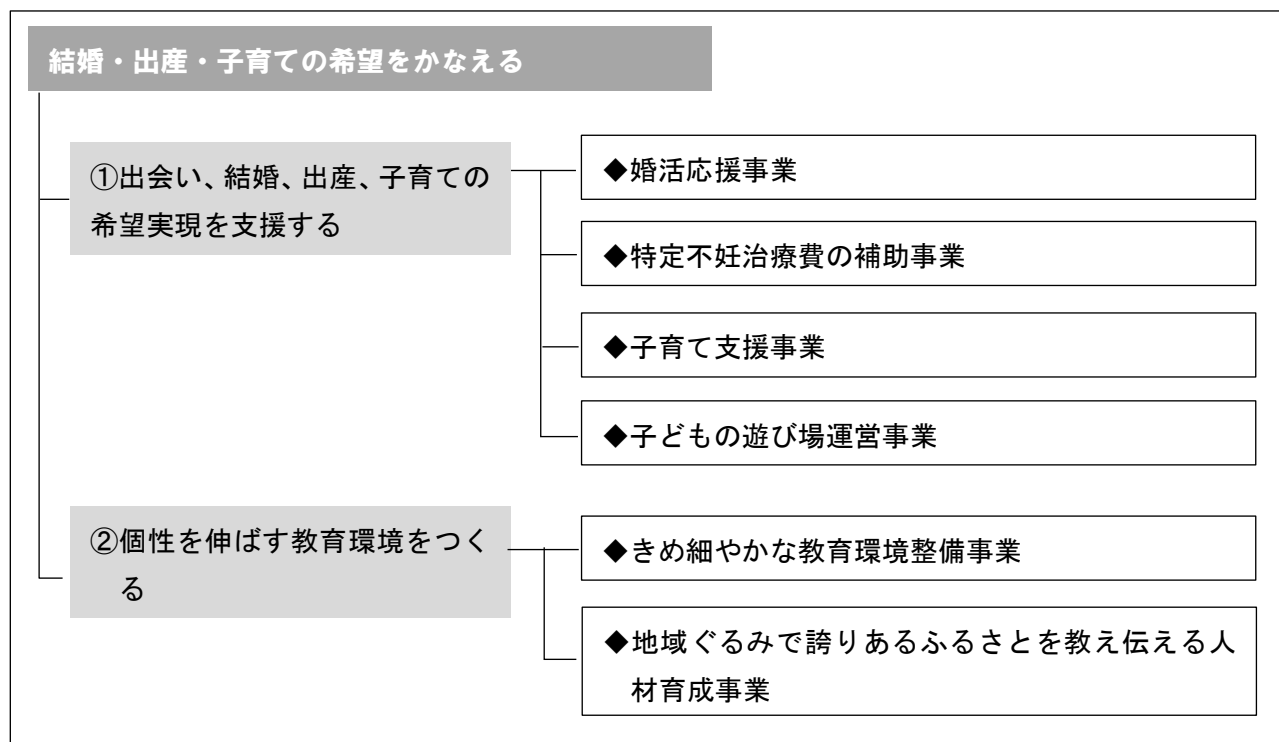 結婚・出産・子育ての希望をかなえる
①出会い、結婚、出産、子育ての
希望実現を支援する
◆婚活応援事業
◆特定不妊治療費の補助事業
◆子育て支援事業
◆子どもの遊び場運営事業
②個性を伸ばす教育環境をつく
る
◆きめ細やかな教育環境整備事業
◆地域ぐるみで誇りあるふるさとを教え伝える人
材育成事業